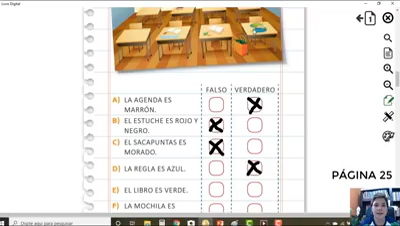 Livro Digital
1
FALSO VERDADERO
A) LA AGENDA ES
MARRÓN.
B) EL ESTUCHE ES ROJO Y
NEGRO.
C) EL SACAPUNTAS ES
MORADO.
D) LA REGLA ES AZUL.
PÁGINA 25
E) EL LIBRO ES VERDE.
F) LA MOCHILA ES
Digite aqui para pesquisar